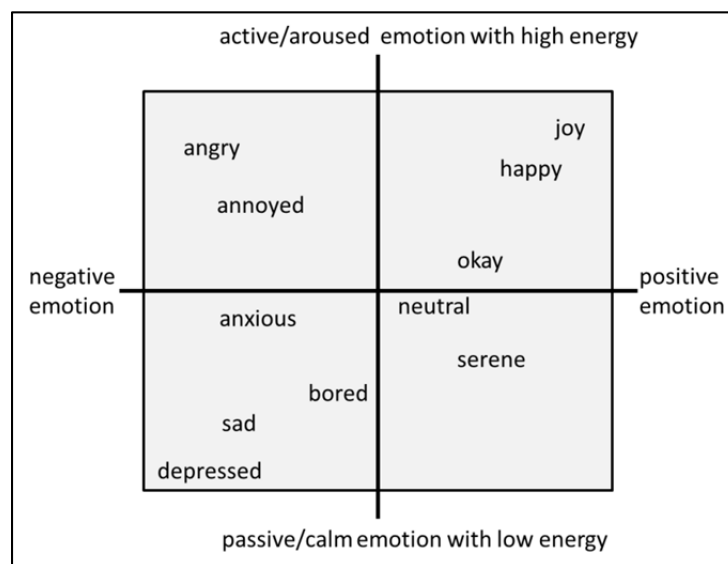 active/aroused emotion with high energy
joy
angry
happy
annoyed
okay
negative
emotion
positive
emotion
neutral
anxious
serene
bored
sad
depressed
passive/calm emotion with low energy